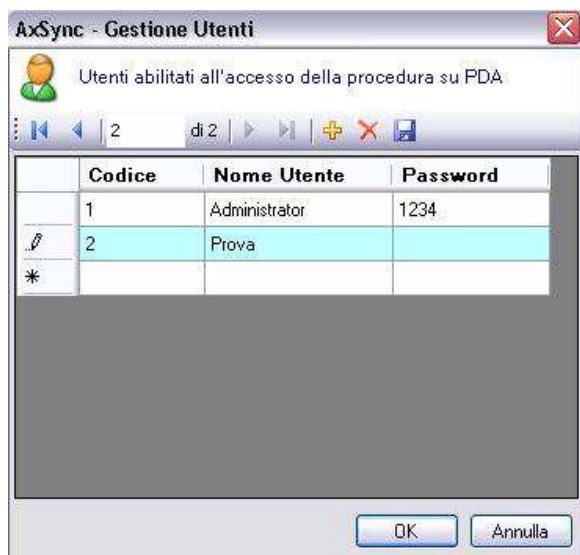 AxSync - Gestione Utenti
Utenti abilitati all'accesso della procedura su PDA
2 di 2
Codice Nome Utente Password
1 Administrator 1234
2 Prova
OK Annulla